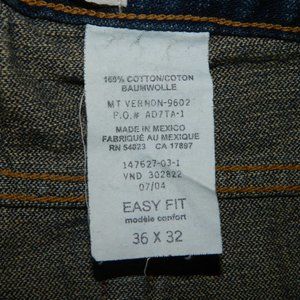 100% COTTON/COTON
BAUMWOLLE
MT VERNON-9602
P.O.# AD7TA-1
MADE IN MEXICO
FABRIQUÉ AU MEXIQUE
RN 54023 CA 17897
147627-03-1
VND 302822
07/04
EASY FIT
modèle confort
36 X 32